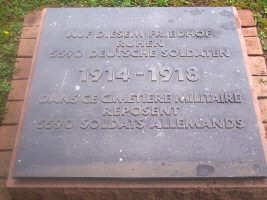 AUF DIESEM FRIEDHOF
RUHEN
5590 DEUTSCHE SOLDATEN
1914-1918
DANS CE CIMETIERE MILITAIRE
REPOSENT
5590 SOLDATS ALLEMANDS